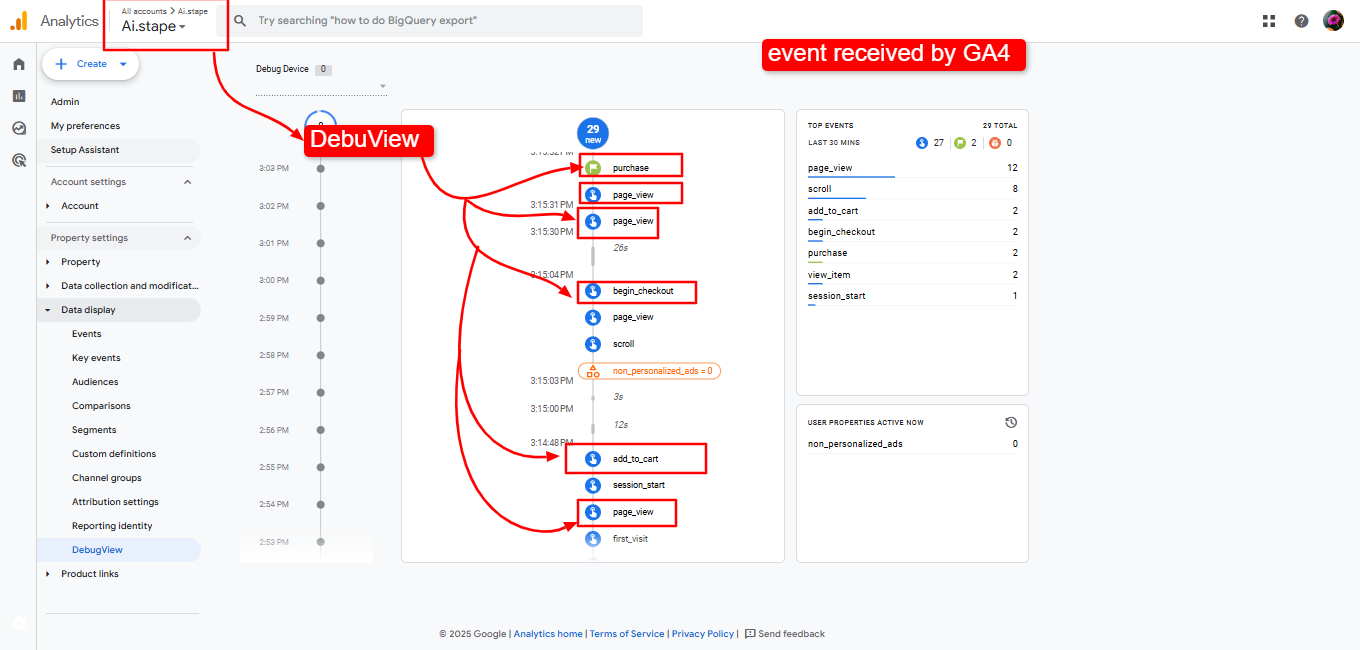 Analytics
All accounts > Ai.stape
Ai.stape
Try searching "how to do BigQuery export"
event received by GA4
Create
Admin
My preferences
Setup Assistant
Account settings
Account
Property settings
Property
Data collection and modificat...
Data display
Events
Key events
Audiences
Comparisons
Segments
Custom definitions
Channel groups
Attribution settings
Reporting identity
DebugView
Product links
Debug Device 0
DebuView
3:03 PM
3:02 PM
3:01 PM
3:00 PM
2:59 PM
2:58 PM
2:57 PM
2:56 PM
2:55 PM
2:54 PM
2:53 PM
29
new
purchase
page_view
3:15:31 PM
page_view
3:15:30 PM
26s
3:15:04 PM
begin_checkout
page_view
scroll
non_personalized_ads = 0
3:15:03 PM
3s
3:15:00 PM
12s
3:14:48 PM
add_to_cart
session_start
page_view
first_visit
TOP EVENTS 29 TOTAL
LAST 30 MINS 27 2 0
page_view 12
scroll 8
add_to_cart 2
begin_checkout 2
purchase 2
view_item 2
session_start 1
USER PROPERTIES ACTIVE NOW
non_personalized_ads 0
© 2025 Google | Analytics home | Terms of Service | Privacy Policy | Send feedback